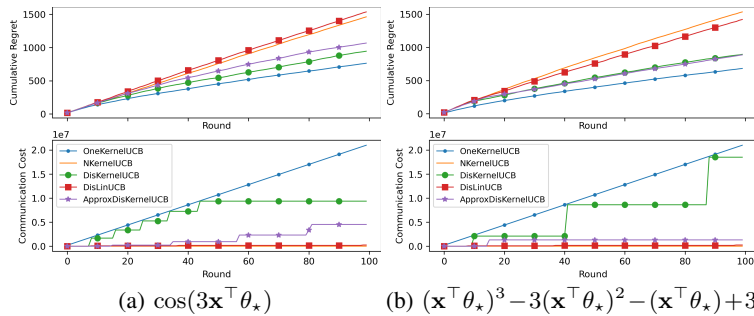 1500
1000
500
0
Cumulative Regret
0 20 40 60 80 100
Round
1e7
2.0
1.5
1.0
0.5
0.0
Communication Cost
OneKernelUCB
NKernelUCB
DisKernelUCB
DisLinUCB
ApproxDisKernelUCB
0 20 40 60 80 100
Round
(a) cos(3x⊤θ⋆)
1500
1000
500
0
Cumulative Regret
0 20 40 60 80 100
Round
1e7
2.0
1.5
1.0
0.5
0.0
Communication Cost
OneKernelUCB
NKernelUCB
DisKernelUCB
DisLinUCB
ApproxDisKernelUCB
0 20 40 60 80 100
Round
(b) (x⊤θ⋆)³−3(x⊤θ⋆)²−(x⊤θ⋆)+3